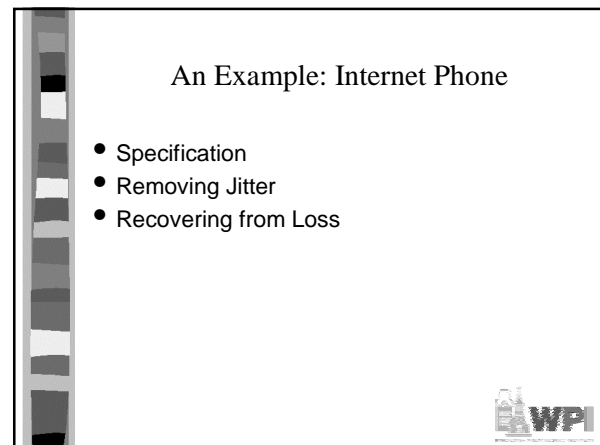 An Example: Internet Phone
• Specification
• Removing Jitter
• Recovering from Loss
WPI